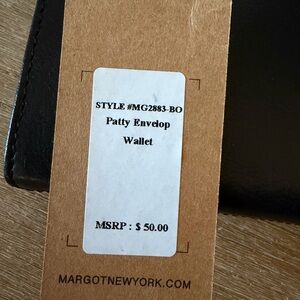 STYLE #MG2883-BO
Patty Envelop
Wallet
MSRP : $ 50.00
MARGOTNEWYORK.COM